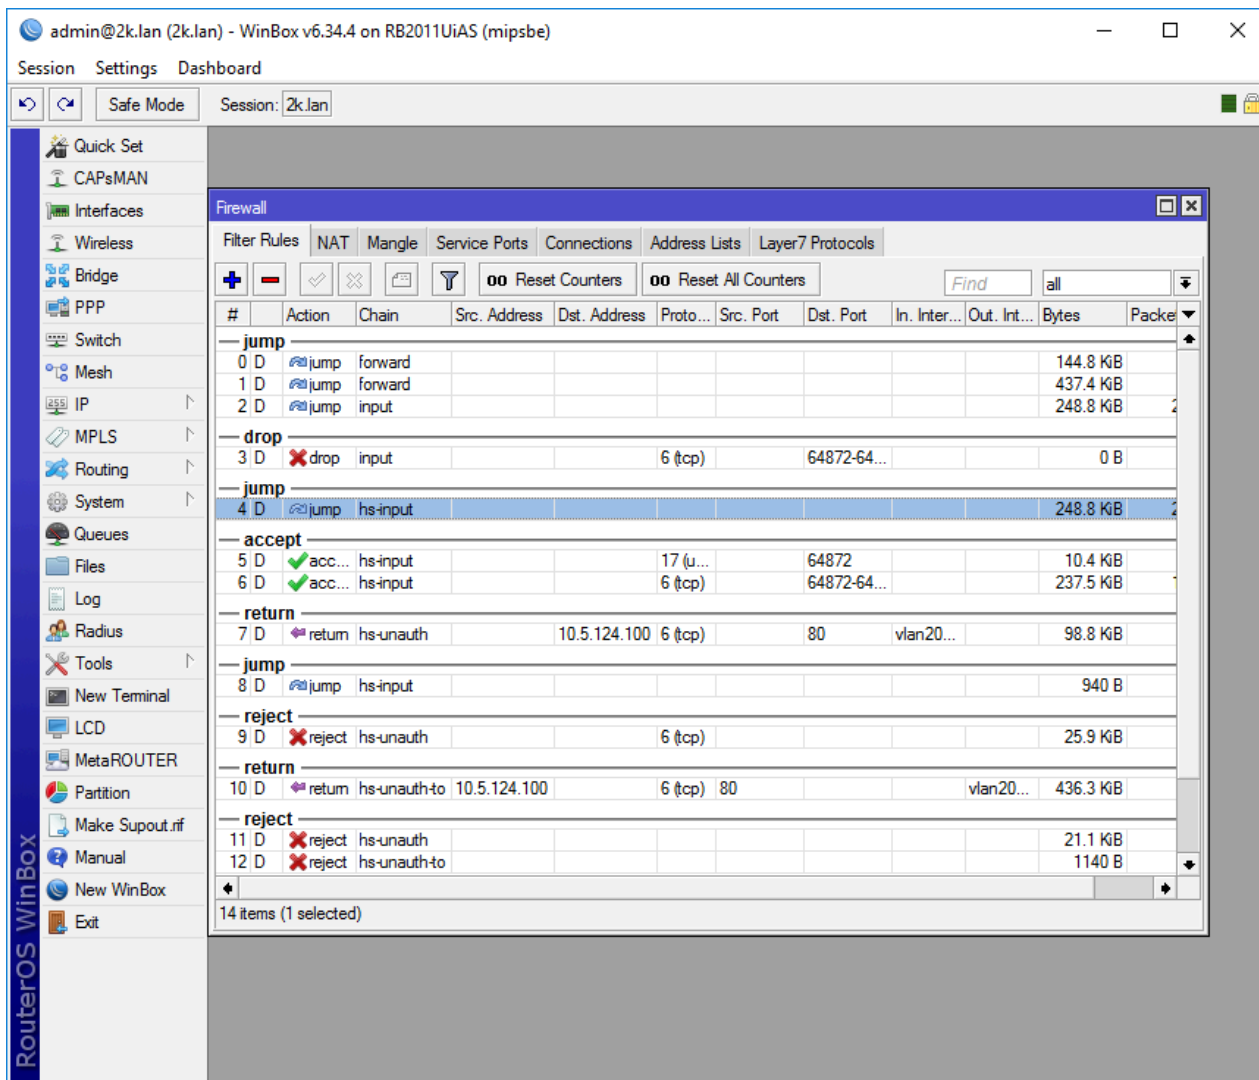 admin@2k.lan (2k.lan) - WinBox v6.34.4 on RB2011UiAS (mipsbe)
Session Settings Dashboard
Safe Mode Session: 2k.lan
Quick Set
CAPsMAN
Interfaces
Wireless
Bridge
PPP
Switch
Mesh
255 IP
MPLS
Routing
System
Queues
Files
Log
Radius
Tools
New Terminal
LCD
MetaROUTER
Partition
Make Supout.rif
Manual
New WinBox
Exit
RouterOS WinBox
Firewall
Filter Rules NAT Mangle Service Ports Connections Address Lists Layer7 Protocols
00 Reset Counters 00 Reset All Counters Find all
# Action Chain Src. Address Dst. Address Proto... Src. Port Dst. Port In. Inter... Out. Int... Bytes Packe
jump
0 D jump forward 144.8 KiB
1 D jump forward 437.4 KiB
2 D jump input 248.8 KiB 2
drop
3 D drop input 6 (tcp) 64872-64... 0 B
jump
4 D jump hs-input 248.8 KiB 2
accept
5 D acc... hs-input 17 (u... 64872 10.4 KiB
6 D acc... hs-input 6 (tcp) 64872-64... 237.5 KiB 1
return
7 D return hs-unauth 10.5.124.100 6 (tcp) 80 vlan20... 98.8 KiB
jump
8 D jump hs-input 940 B
reject
9 D reject hs-unauth 6 (tcp) 25.9 KiB
return
10 D return hs-unauth-to 10.5.124.100 6 (tcp) 80 vlan20... 436.3 KiB
reject
11 D reject hs-unauth 21.1 KiB
12 D reject hs-unauth-to 1140 B
14 items (1 selected)